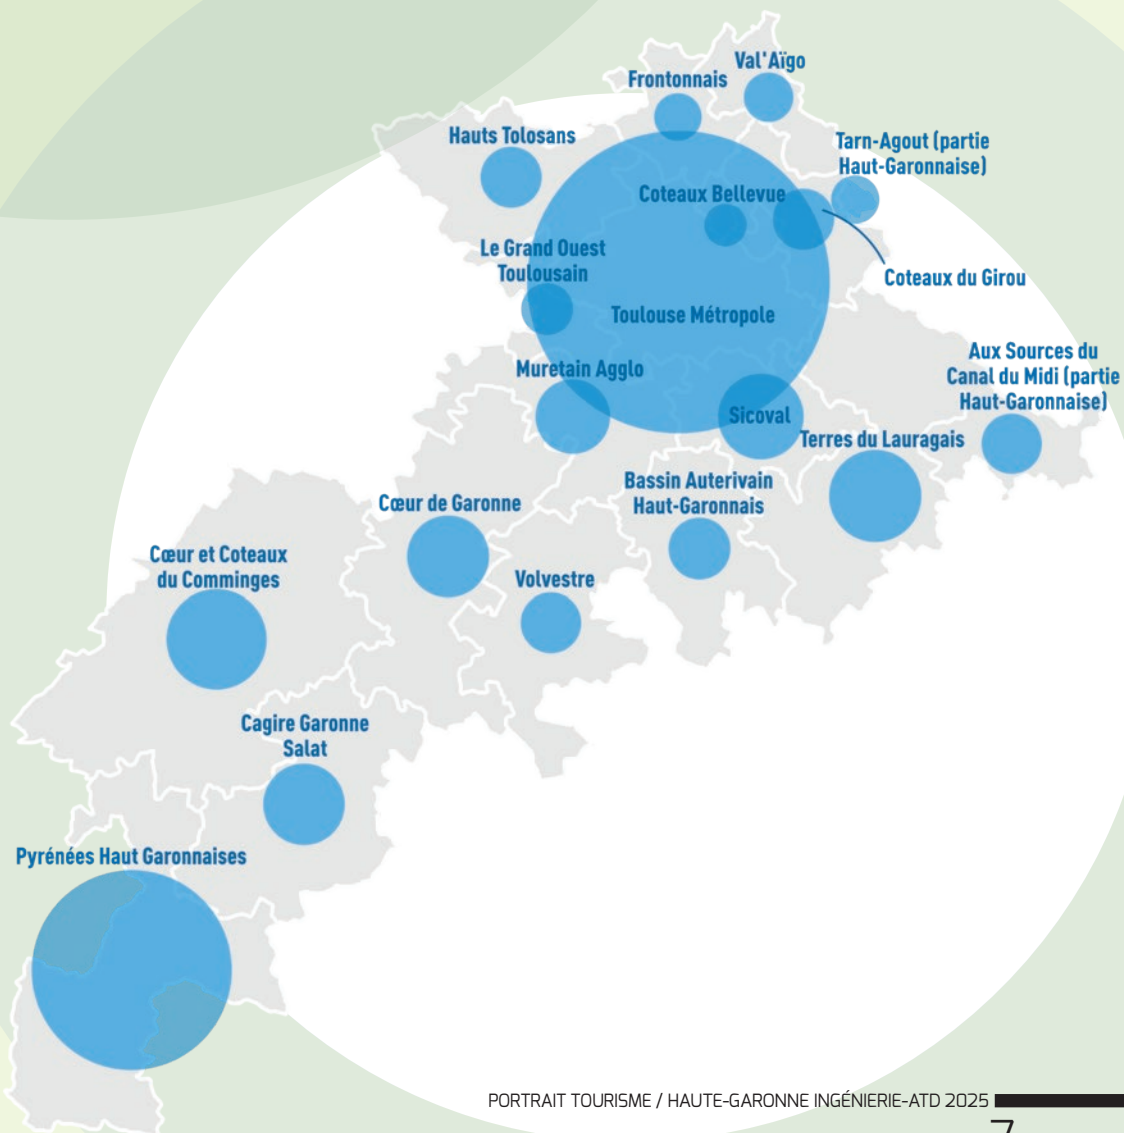 Val'Aïgo
Frontonnais
Hauts Tolosans
Tarn-Agout (partie
Haut-Garonnaise)
Coteaux Bellevue
Le Grand Ouest
Toulousain
Coteaux du Girou
Toulouse Métropole
Aux Sources du
Canal du Midi (partie
Haut-Garonnaise)
Muretain Agglo
Sicoval
Terres du Lauragais
Bassin Auterivain
Haut-Garonnais
Cœur de Garonne
Cœur et Coteaux
du Comminges
Volvestre
Cagire Garonne
Salat
Pyrénées Haut Garonnaises
PORTRAIT TOURISME / HAUTE-GARONNE INGÉNIERIE-ATD 2025